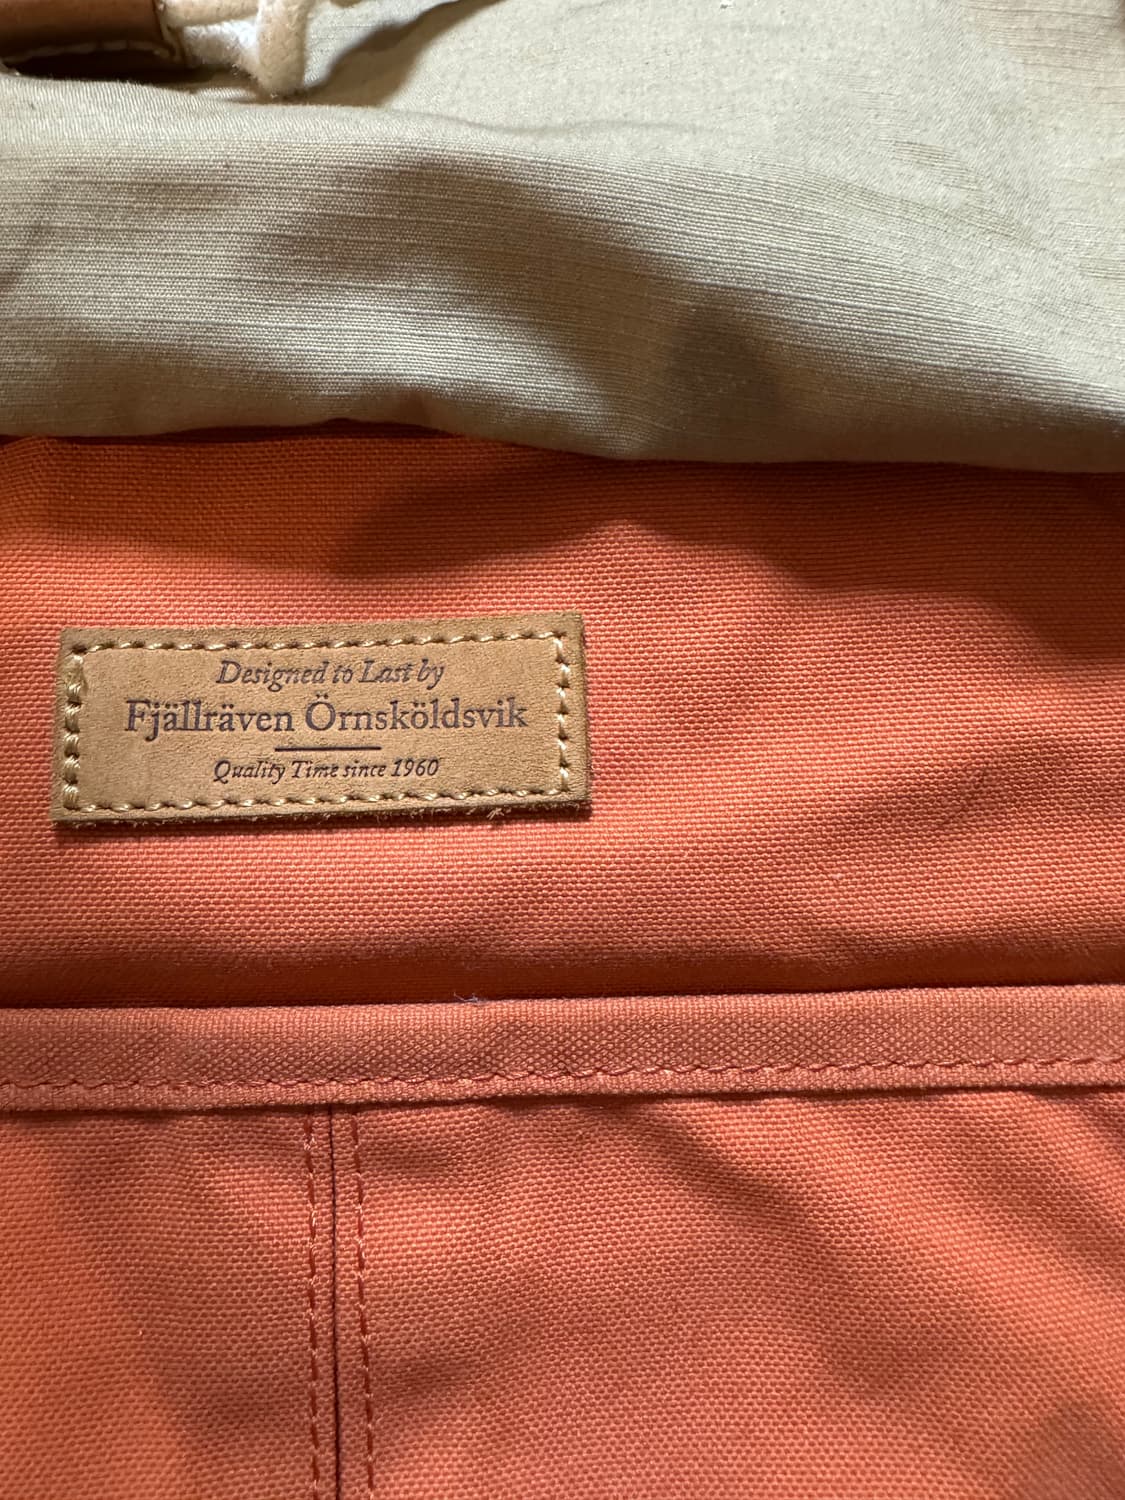 Designed to Last by
Fjällräven Örnsköldsvik
Quality Time since 1960